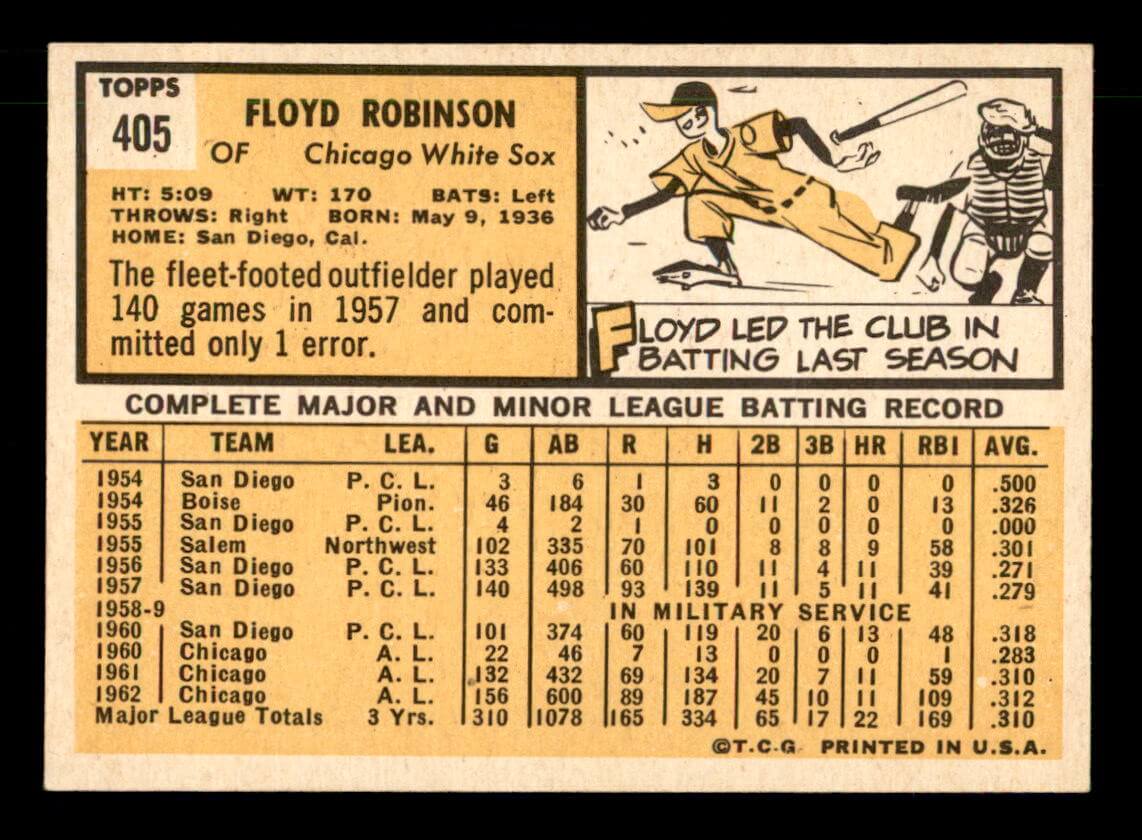 TOPPS
405
FLOYD ROBINSON
OF Chicago White Sox
HT: 5:09 WT: 170 BATS: Left
THROWS: Right BORN: May 9, 1936
HOME: San Diego, Cal.
The fleet-footed outfielder played
140 games in 1957 and com-
mitted only 1 error.
FLOYD LED THE CLUB IN
BATTING LAST SEASON
COMPLETE MAJOR AND MINOR LEAGUE BATTING RECORD
YEAR TEAM LEA. G AB R H 2B 3B HR RBI AVG.
1954 San Diego P. C. L. 3 6 1 3 0 0 0 0 .500
1954 Boise Pion. 46 184 30 60 11 2 0 13 .326
1955 San Diego P. C. L. 4 2 1 0 0 0 0 0 .000
1955 Salem Northwest 102 335 70 101 8 8 9 58 .301
1956 San Diego P. C. L. 133 406 60 110 11 4 11 39 .271
1957 San Diego P. C. L. 140 498 93 139 11 5 11 41 .279
1958-9 IN MILITARY SERVICE
1960 San Diego P. C. L. 101 374 60 119 20 6 13 48 .318
1960 Chicago A. L. 22 46 7 13 0 0 0 1 .283
1961 Chicago A. L. 132 432 69 134 20 7 11 59 .310
1962 Chicago A. L. 156 600 89 187 45 10 11 109 .312
Major League Totals 3 Yrs. 310 1078 165 334 65 17 22 169 .310
©T.C.G. PRINTED IN U.S.A.